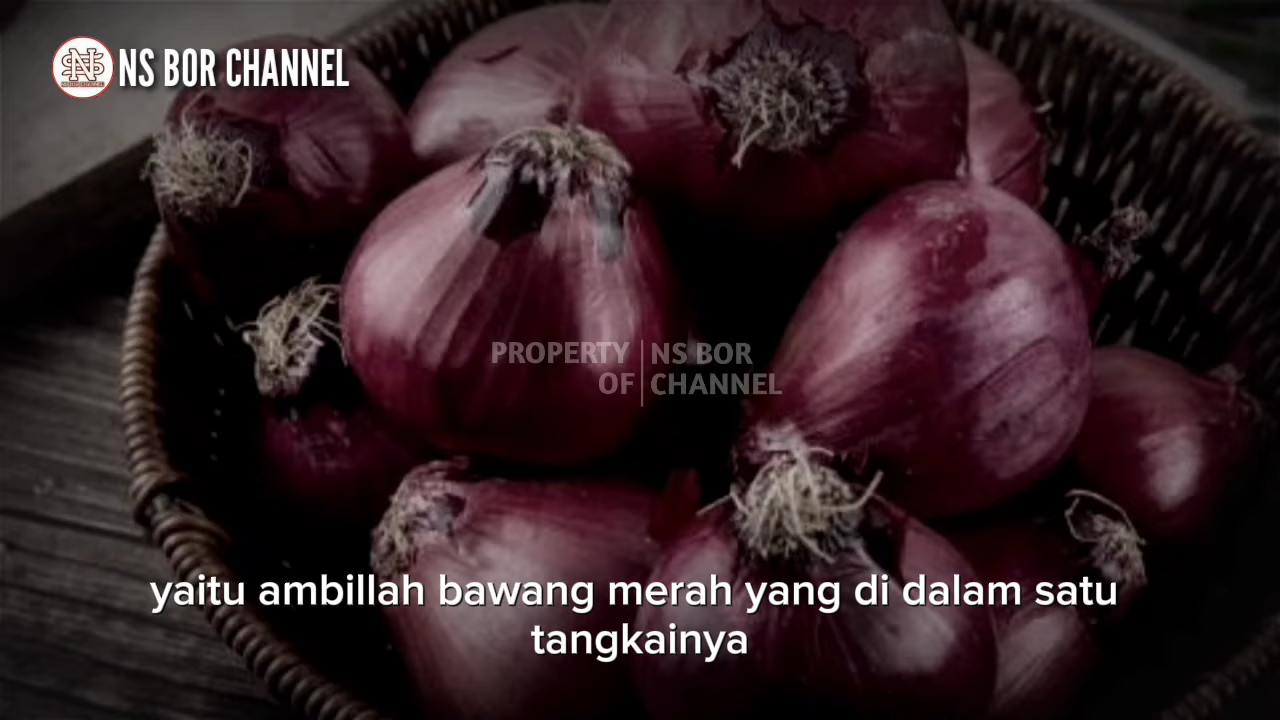 NS BOR CHANNEL
PROPERTY OF
NS BOR CHANNEL
yaitu ambillah bawang merah yang di dalam satu
tangkainya